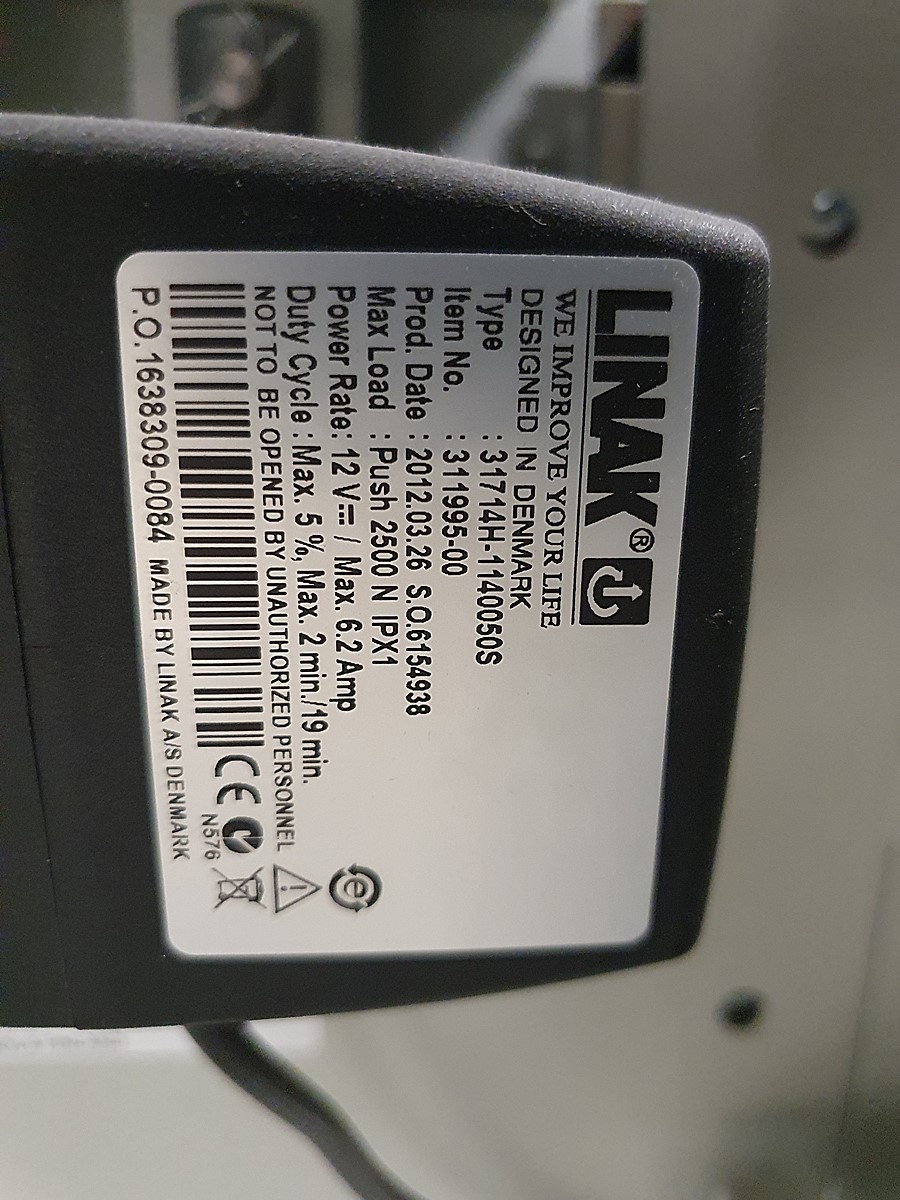 LINAK®
WE IMPROVE YOUR LIFE
DESIGNED IN DENMARK
Type : 31714H-1140050S
Item No. : 311995-00
Prod. Date : 2012.03.26 S.O.6154938
Max Load : Push 2500 N IPX1
Power Rate: 12 V⎓ / Max. 6.2 Amp
Duty Cycle : Max. 5 %, Max. 2 min./19 min.
NOT TO BE OPENED BY UNAUTHORIZED PERSONNEL
CE
N576
P.O. 1638309-0084 MADE BY LINAK A/S DENMARK
e